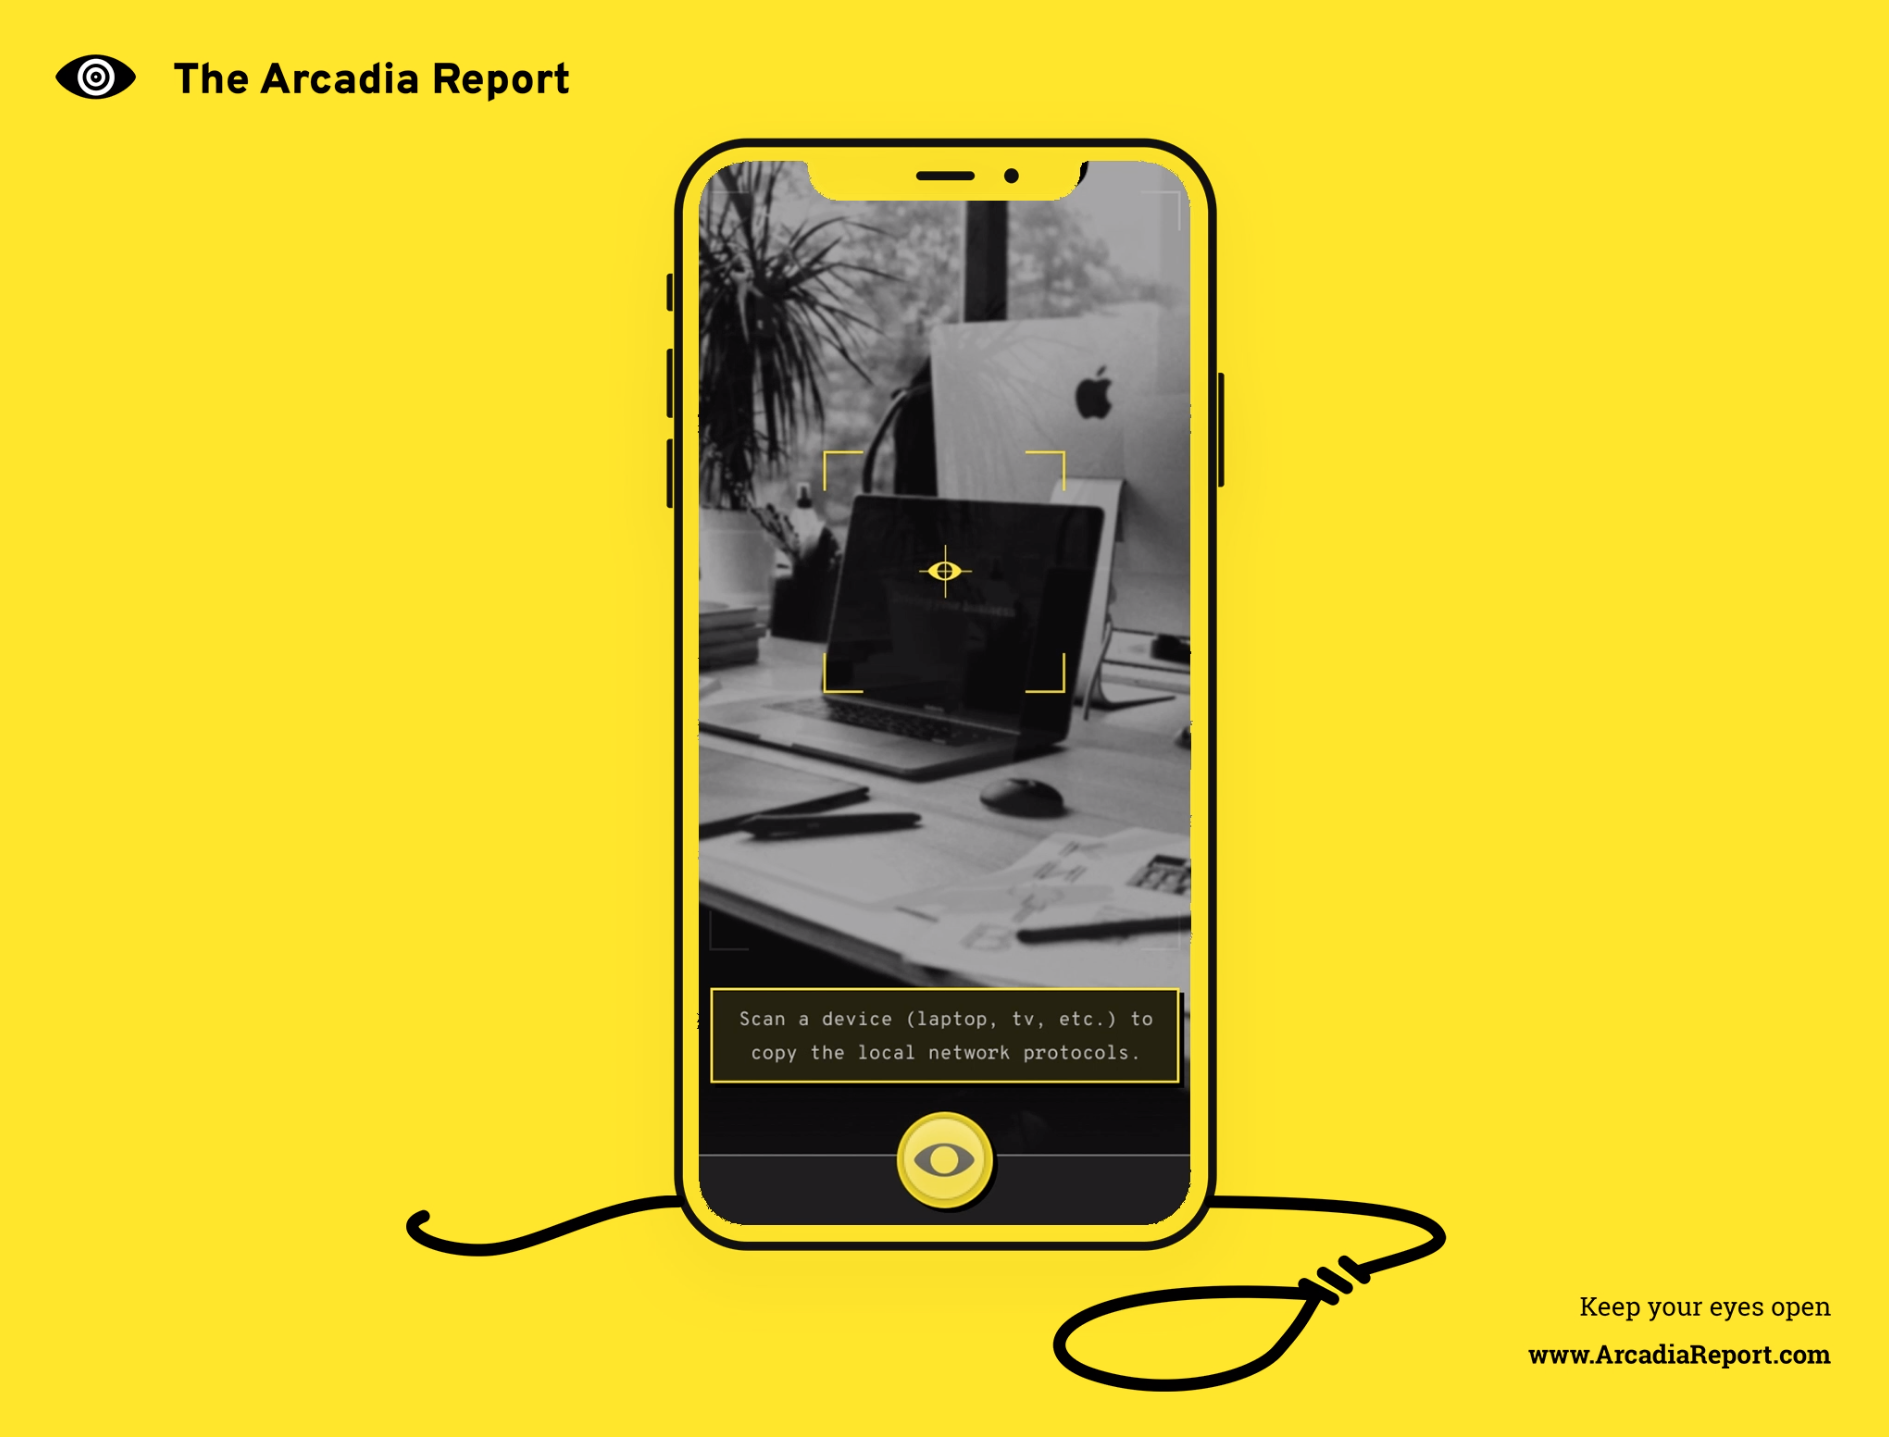 The Arcadia Report
Scan a device (laptop, tv, etc.) to
copy the local network protocols.
Keep your eyes open
www.ArcadiaReport.com